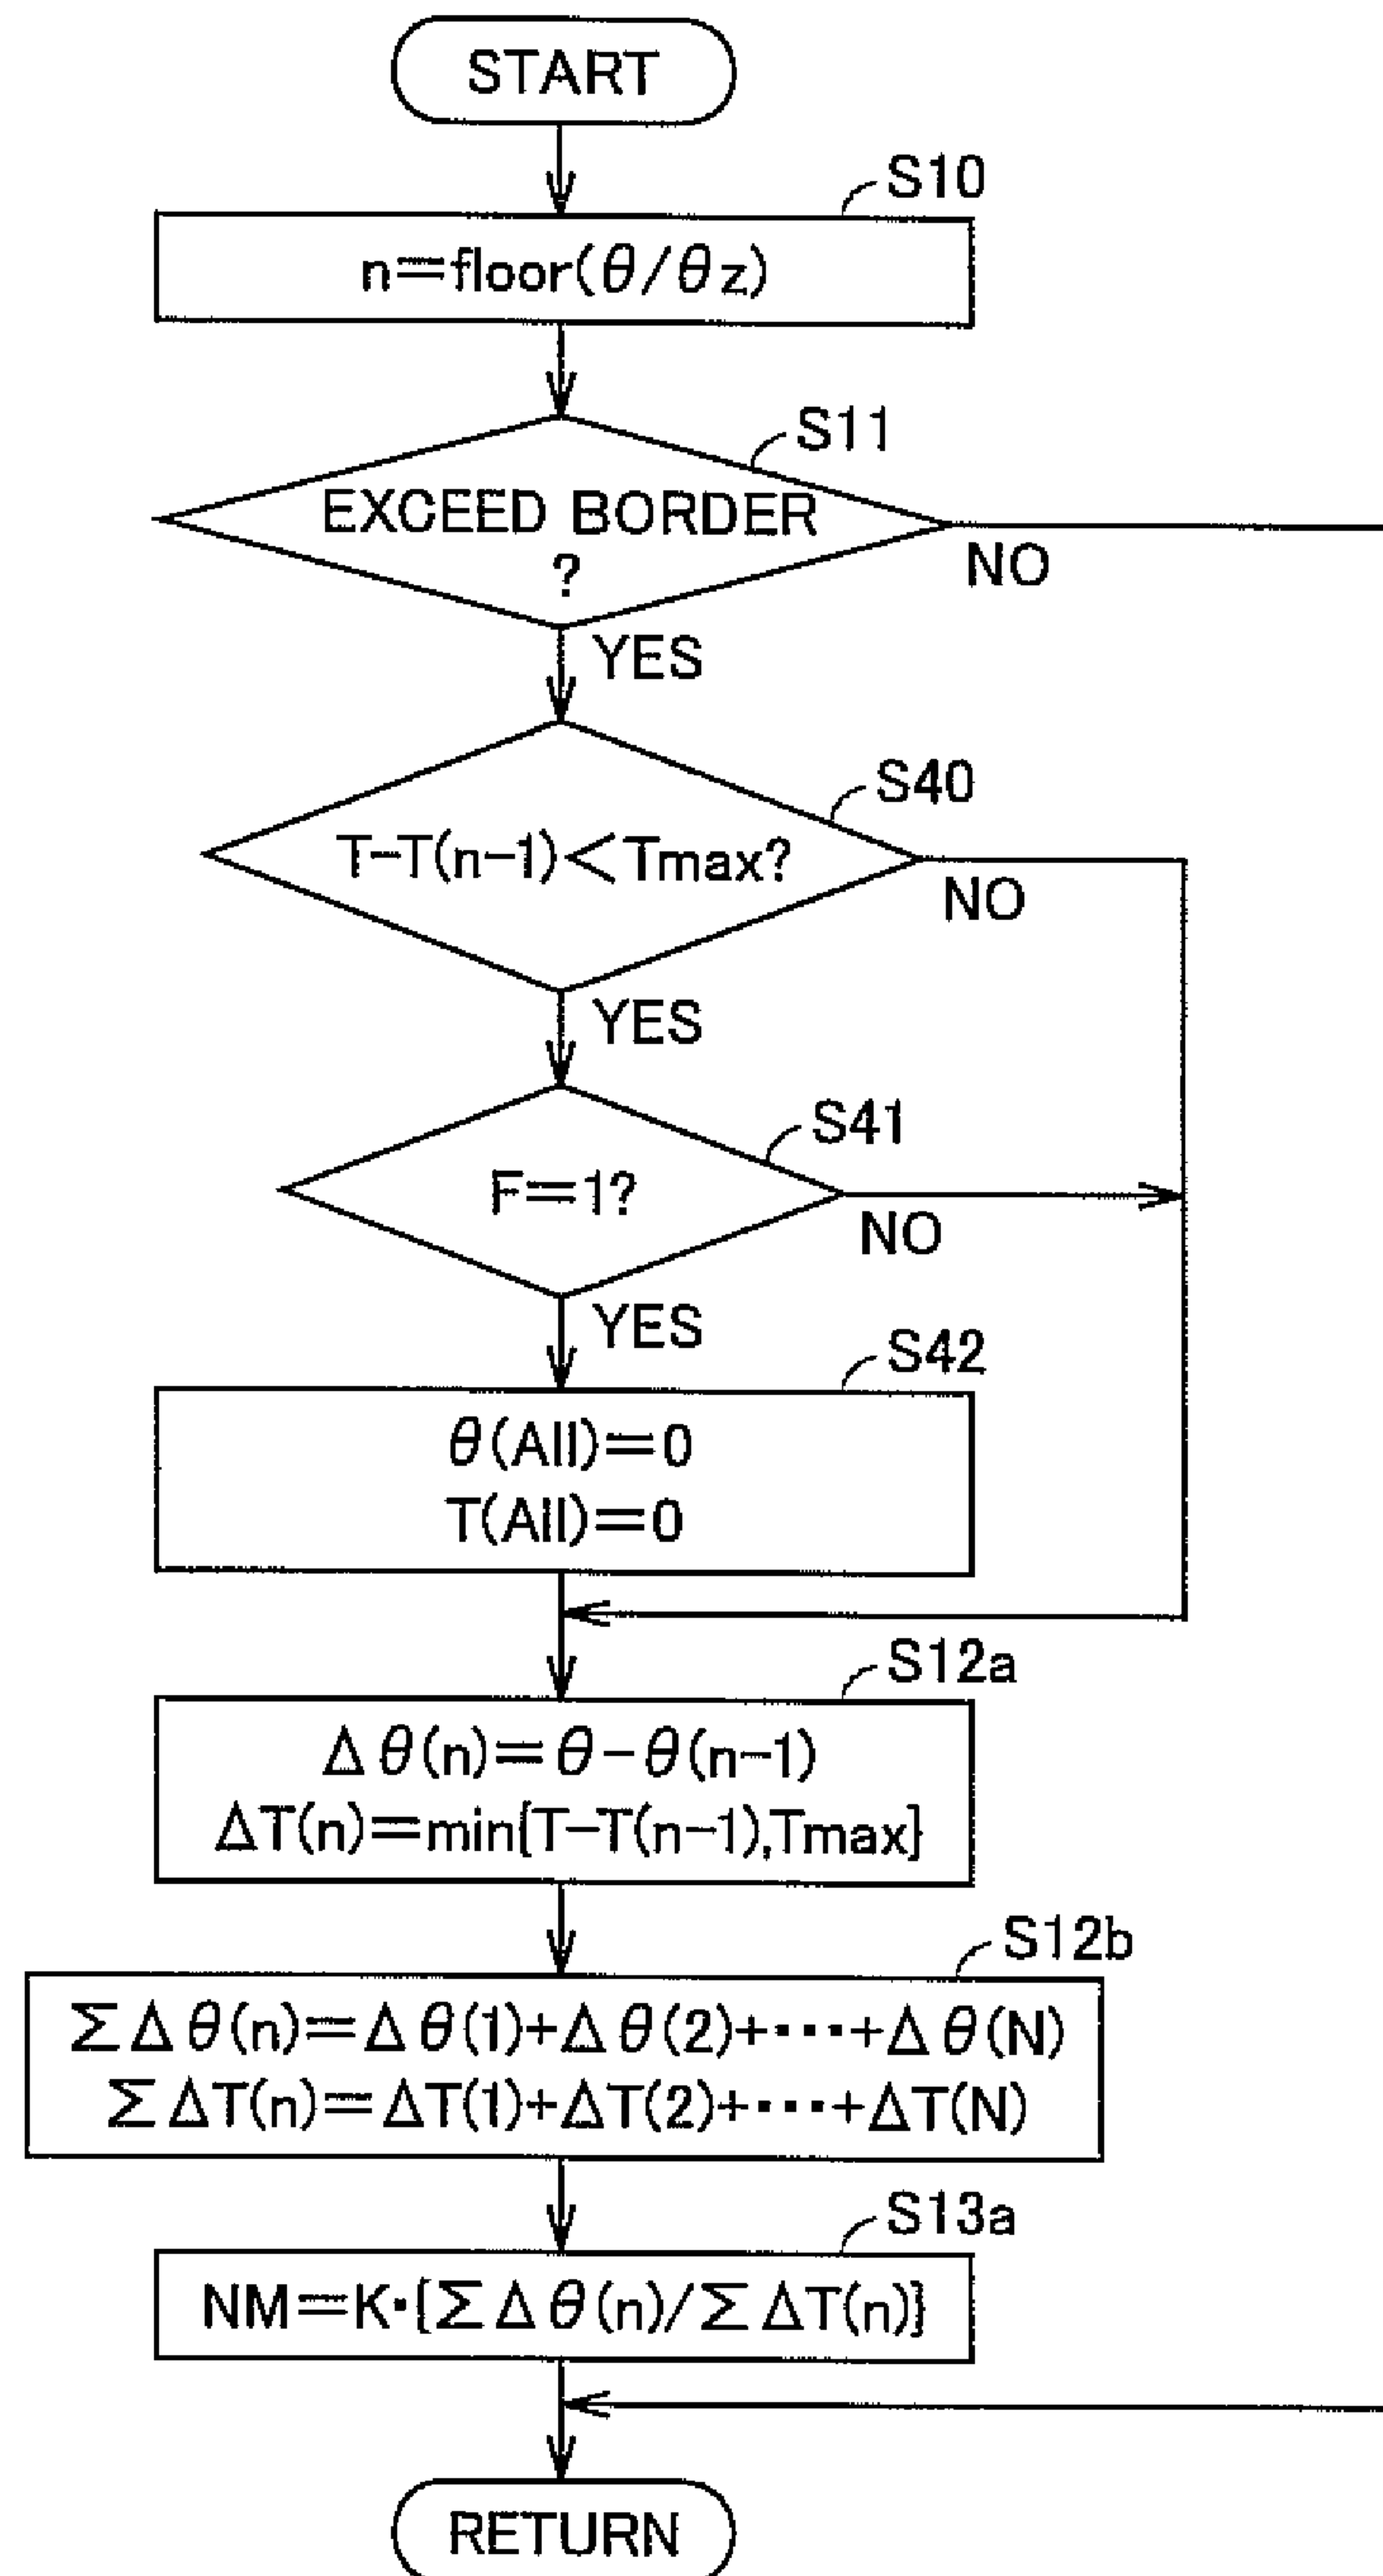 START
S10
n=floor(θ/θz)
S11
EXCEED BORDER
?
NO
YES
S40
T-T(n-1)<Tmax?
NO
YES
S41
F=1?
NO
YES
S42
θ(All)=0
T(All)=0
S12a
Δθ(n)=θ-θ(n-1)
ΔT(n)=min{T-T(n-1),Tmax}
S12b
ΣΔθ(n)=Δθ(1)+Δθ(2)+···+Δθ(N)
ΣΔT(n)=ΔT(1)+ΔT(2)+···+ΔT(N)
S13a
NM=K·{ΣΔθ(n)/ΣΔT(n)}
RETURN